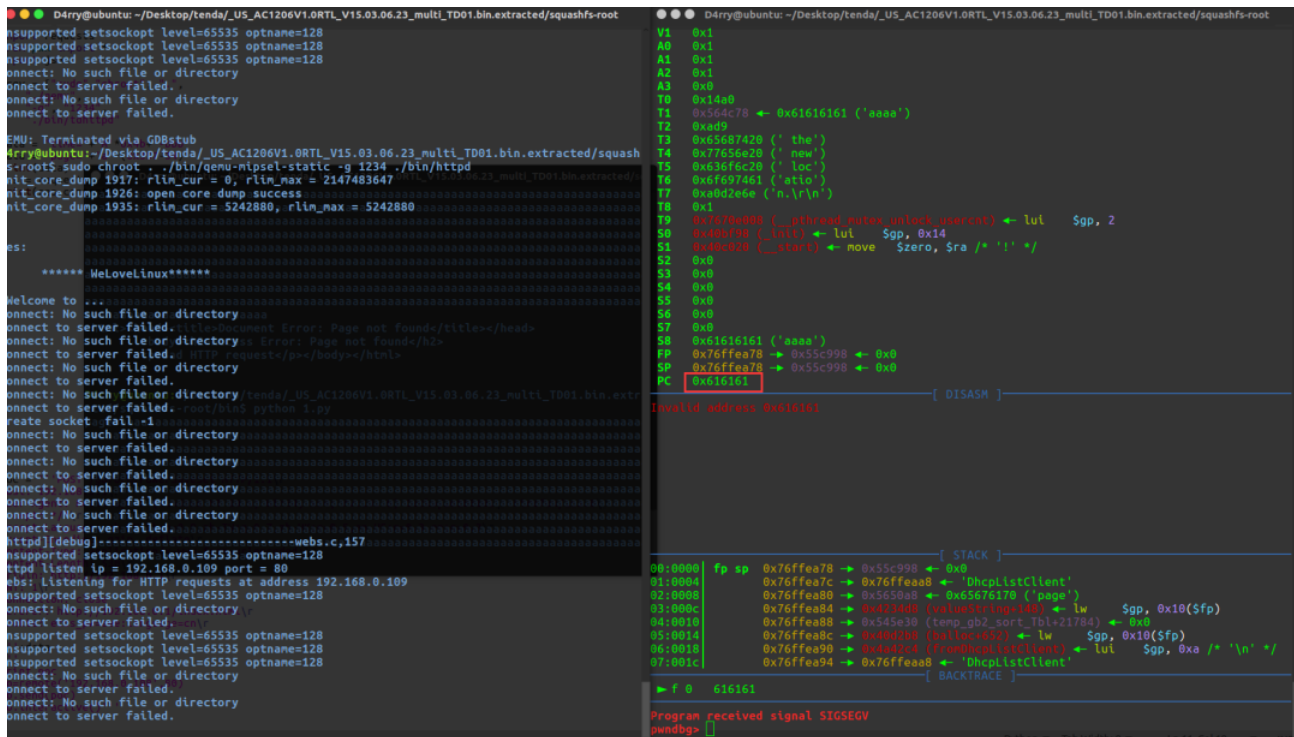 D4rry@ubuntu: ~/Desktop/tenda/_US_AC1206V1.0RTL_V15.03.06.23_multi_TD01.bin.extracted/squashfs-root
nsupported setsockopt level=65535 optname=128
nsupported setsockopt level=65535 optname=128
nsupported setsockopt level=65535 optname=128
onnect: No such file or directory
onnect to server failed.
onnect: No such file or directory
onnect to server failed.
EMU: Terminated via GDBstub
4rry@ubuntu:~/Desktop/tenda/_US_AC1206V1.0RTL_V15.03.06.23_multi_TD01.bin.extracted/squash
s-root$ sudo chroot . ./bin/qemu-mipsel-static -g 1234 ./bin/httpd
nit_core_dump 1917: rlim_cur = 0, rlim_max = 2147483647
nit_core_dump 1926: open core dump success
nit_core_dump 1935: rlim_cur = 5242880, rlim_max = 5242880
es:
****** WeLoveLinux******
Welcome to ...
onnect: No such file or directory
onnect to server failed.
onnect: No such file or directory
onnect to server failed.
onnect: No such file or directory
onnect to server failed.
onnect: No such file or directory
onnect to server failed.
reate socket  fail -1
onnect: No such file or directory
onnect to server failed.
onnect: No such file or directory
onnect to server failed.
onnect: No such file or directory
onnect to server failed.
onnect: No such file or directory
onnect to server failed.
httpd][debug]----------------------------webs.c,157
nsupported setsockopt level=65535 optname=128
ttpd listen ip = 192.168.0.109 port = 80
ebs: Listening for HTTP requests at address 192.168.0.109
nsupported setsockopt level=65535 optname=128
onnect: No such file or directory
onnect to server failed.
nsupported setsockopt level=65535 optname=128
nsupported setsockopt level=65535 optname=128
nsupported setsockopt level=65535 optname=128
onnect: No such file or directory
onnect to server failed.
onnect: No such file or directory
onnect to server failed.
D4rry@ubuntu: ~/Desktop/tenda/_US_AC1206V1.0RTL_V15.03.06.23_multi_TD01.bin.extracted/squashfs-root
V1 0x1
A0 0x1
A1 0x1
A2 0x1
A3 0x0
T0 0x14a0
T1 0x564c78 ← 0x61616161 ('aaaa')
T2 0xad9
T3 0x65687420 (' the')
T4 0x77656e20 (' new')
T5 0x636f6c20 (' loc')
T6 0x6f697461 ('atio')
T7 0xa0d2e6e ('n.\r\n')
T8 0x1
T9 (__pthread_mutex_unlock_usercnt) ← lui $gp, 2
S0 0x40bf98 (_init) ← lui $gp, 0x14
S1 (__start) ← move $zero, $ra /* '!' */
S2 0x0
S3 0x0
S4 0x0
S5 0x0
S6 0x0
S7 0x0
S8 0x61616161 ('aaaa')
FP 0x76ffea78 → 0x55c998 ← 0x0
SP 0x76ffea78 → 0x55c998 ← 0x0
PC 0x616161
[ DISASM ]
Invalid address 0x616161
[ STACK ]
00:0000│ fp sp 0x76ffea78 → 0x55c998 ← 0x0
01:0004│ 0x76ffea7c → 0x76ffeaa8 ← 'DhcpListClient'
02:0008│ 0x76ffea80 → 0x5650a8 ← 0x65676170 ('page')
03:000c│ 0x76ffea84 → (valueString+140) ← lw $gp, 0x10($fp)
04:0010│ 0x76ffea88 → 0x545e30 (temp_gb2_sort_Tbl+21784) ← 0x0
05:0014│ 0x76ffea8c → (balloc+652) ← lw $gp, 0x10($fp)
06:0018│ 0x76ffea90 → (fromDhcpListClient) ← lui $gp, 0xa /* '\n' */
07:001c│ 0x76ffea94 → 0x76ffeaa8 ← 'DhcpListClient'
[ BACKTRACE ]
► f 0 616161
Program received signal SIGSEGV
pwndbg>